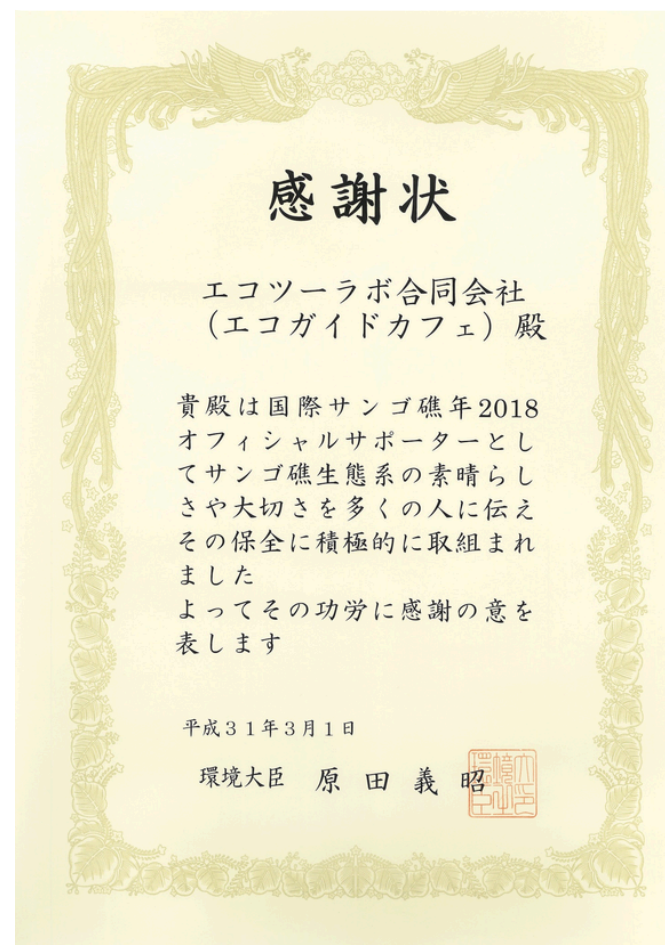 感謝状
エコツーラボ合同会社
（エコガイドカフェ）殿
貴殿は国際サンゴ礁年2018
オフィシャルサポーターとし
てサンゴ礁生態系の素晴らし
さや大切さを多くの人に伝え
その保全に積極的に取組まれ
ました
よってその功労に感謝の意を
表します
平成31年3月1日
環境大臣 原田義昭
環境大臣之印